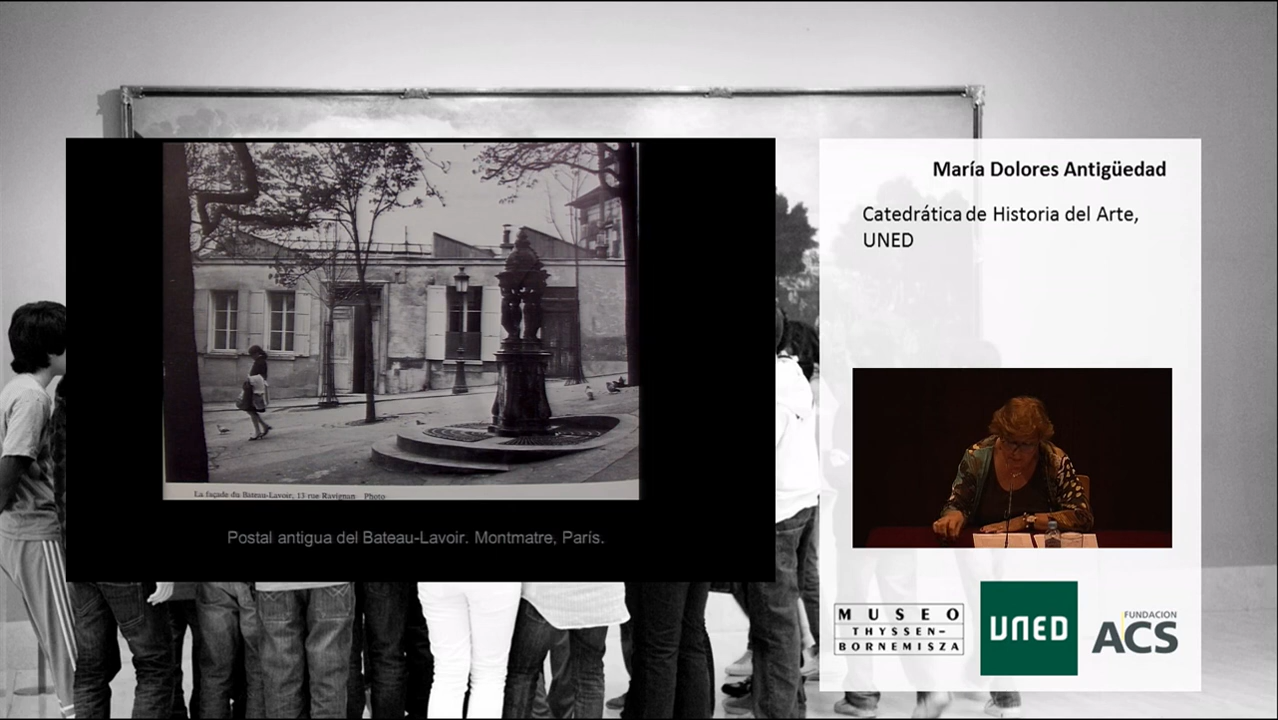 La façade du Bateau-Lavoir, 13 rue Ravignan Photo
Postal antigua del Bateau-Lavoir. Montmatre, París.
María Dolores Antigüedad
Catedrática de Historia del Arte,
UNED
MUSEO
THYSSEN-
BORNEMISZA
UNED
FUNDACION
ACS